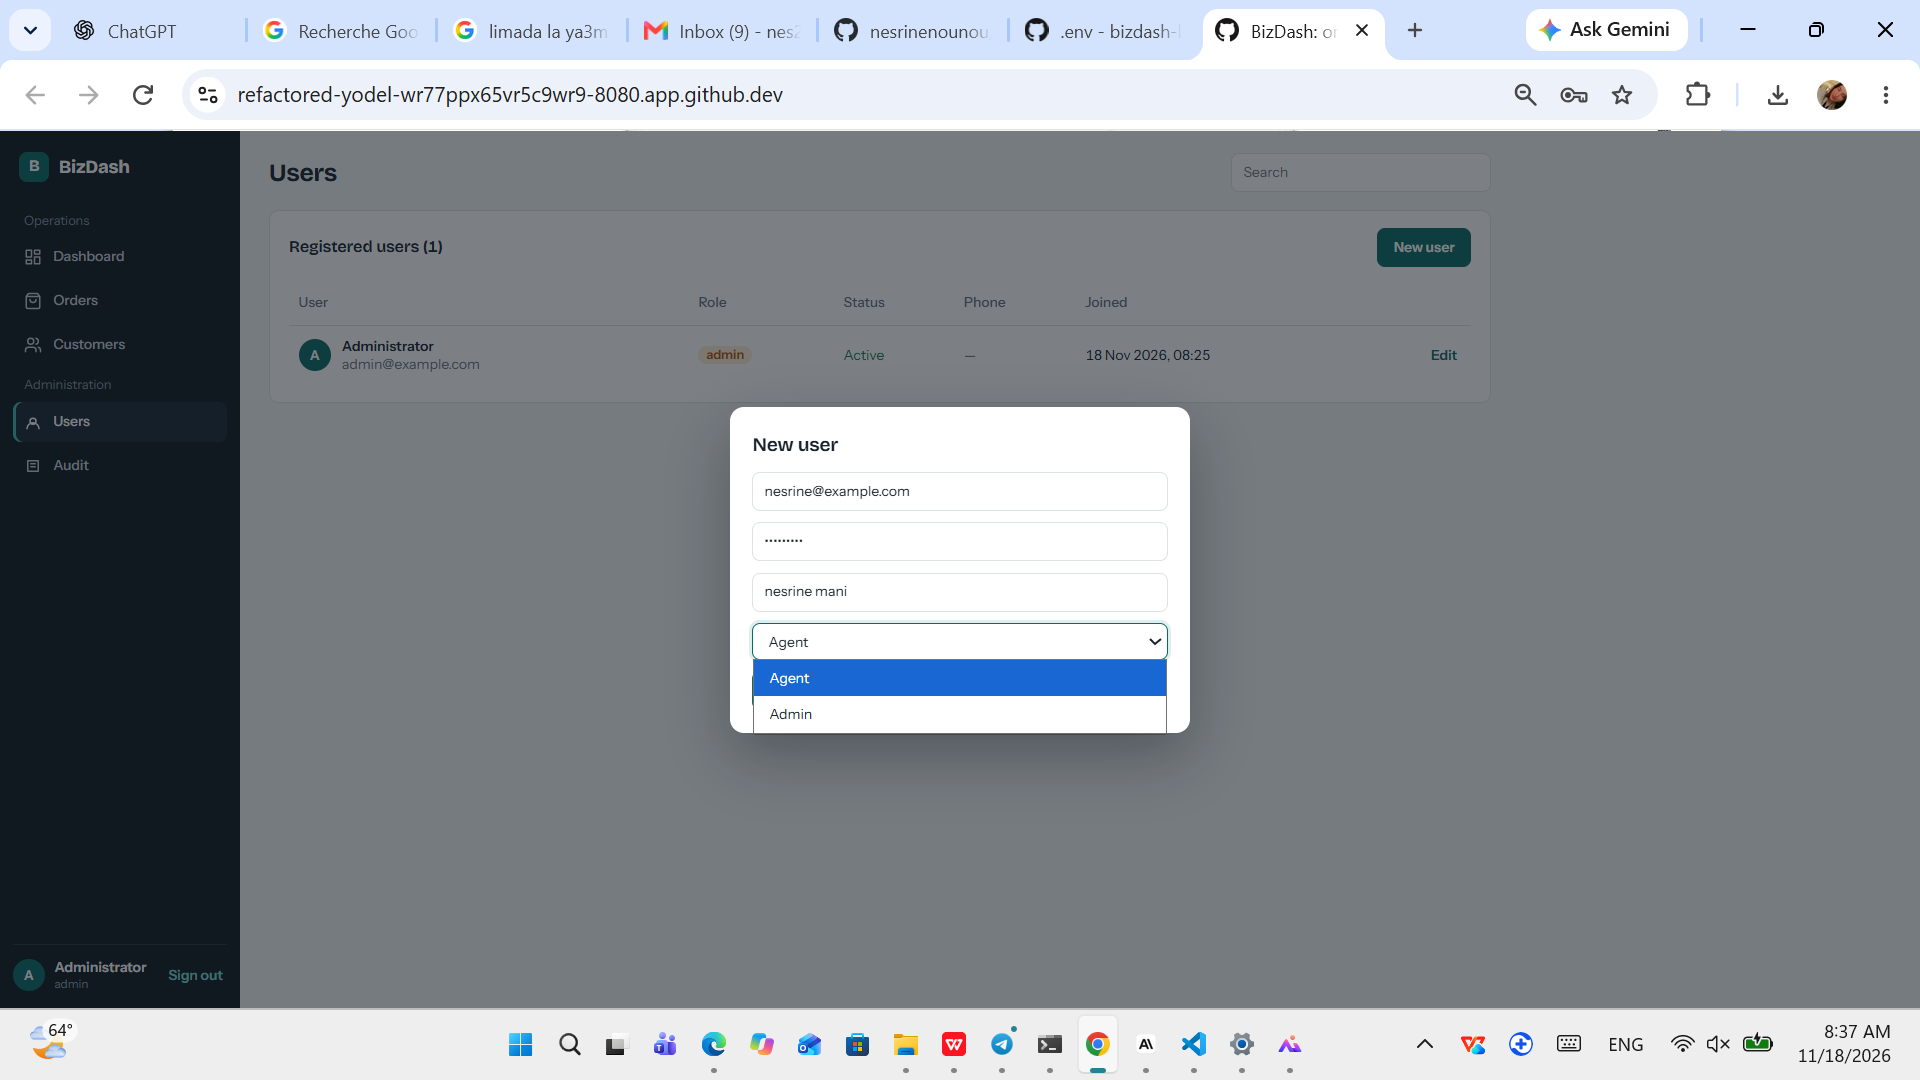 ChatGPT
Recherche Goo
limada la ya3m
Inbox (9) - nes2
nesrinenounou
.env - bizdash-
BizDash: or
Ask Gemini
refactored-yodel-wr77ppx65vr5c9wr9-8080.app.github.dev
B BizDash
Operations
Dashboard
Orders
Customers
Administration
Users
Audit
A Administrator
admin
Sign out
Users
Search
Registered users (1)
New user
User Role Status Phone Joined
A Administrator admin Active — 18 Nov 2026, 08:25 Edit
admin@example.com
New user
nesrine@example.com
•••••••••
nesrine mani
Agent
Agent
Admin
64°
ENG
8:37 AM
11/18/2026